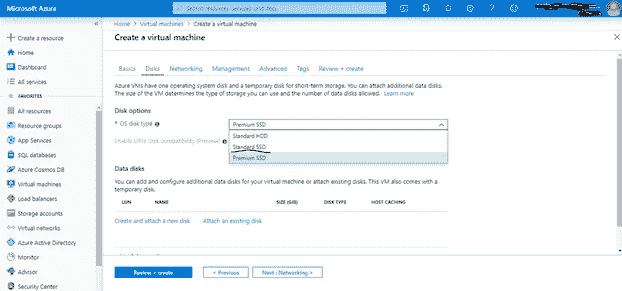 Microsoft Azure
Search resources, services, and docs
Home > Virtual machines > Create a virtual machine
Create a virtual machine
Create a resource
Home
Dashboard
All services
FAVORITES
All resources
Resource groups
App Services
SQL databases
Azure Cosmos DB
Virtual machines
Load balancers
Storage accounts
Virtual networks
Azure Active Directory
Monitor
Advisor
Security Center
Basics Disks Networking Management Advanced Tags Review + create
Azure VMs have one operating system disk and a temporary disk for short-term storage. You can attach additional data disks.
The size of the VM determines the type of storage you can use and the number of data disks allowed. Learn more
Disk options
* OS disk type Premium SSD
Standard HDD
Standard SSD
Premium SSD
Enable Ultra Disk compatibility (Preview)
Data disks
You can add and configure additional data disks for your virtual machine or attach existing disks. This VM also comes with a
temporary disk.
LUN NAME SIZE (GIB) DISK TYPE HOST CACHING
Create and attach a new disk Attach an existing disk
Review + create < Previous Next : Networking >